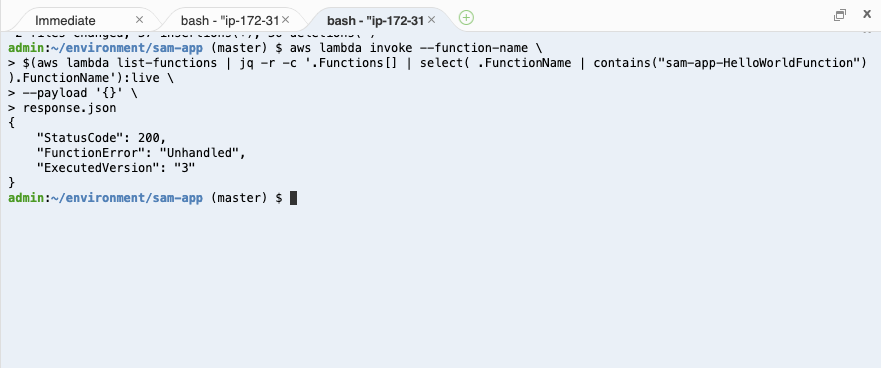 Immediate
bash - "ip-172-31
bash - "ip-172-31
admin:~/environment/sam-app (master) $ aws lambda invoke --function-name \
> $(aws lambda list-functions | jq -r -c '.Functions[] | select( .FunctionName | contains("sam-app-HelloWorldFunction")
).FunctionName'):live \
> --payload '{}' \
> response.json
{
    "StatusCode": 200,
    "FunctionError": "Unhandled",
    "ExecutedVersion": "3"
}
admin:~/environment/sam-app (master) $